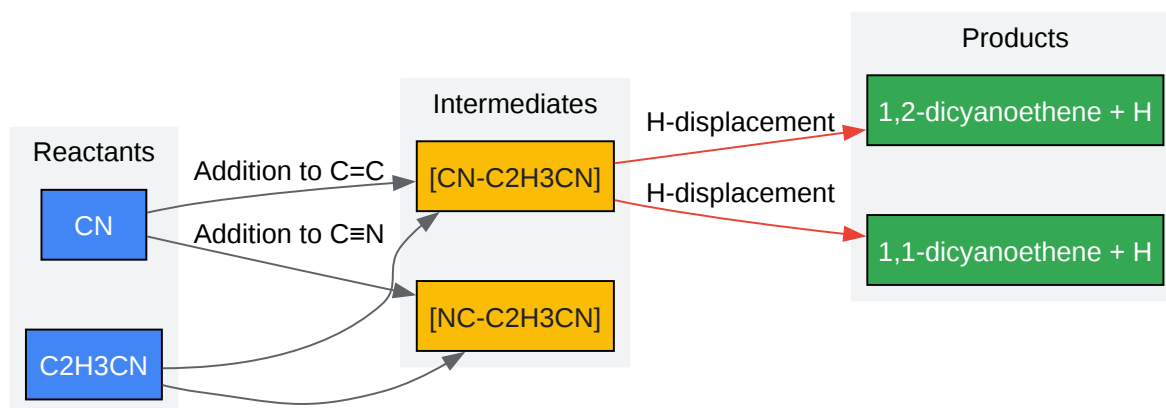 Reactants
CN
C2H3CN
Addition to C=C
Addition to C≡N
Intermediates
[CN-C2H3CN]
[NC-C2H3CN]
H-displacement
H-displacement
Products
1,2-dicyanoethene + H
1,1-dicyanoethene + H